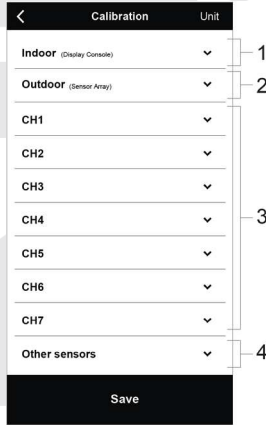 Calibration Unit
Indoor (Display Console) 1
Outdoor (Sensor Array) 2
CH1
CH2
CH3
CH4 3
CH5
CH6
CH7
Other sensors 4
Save